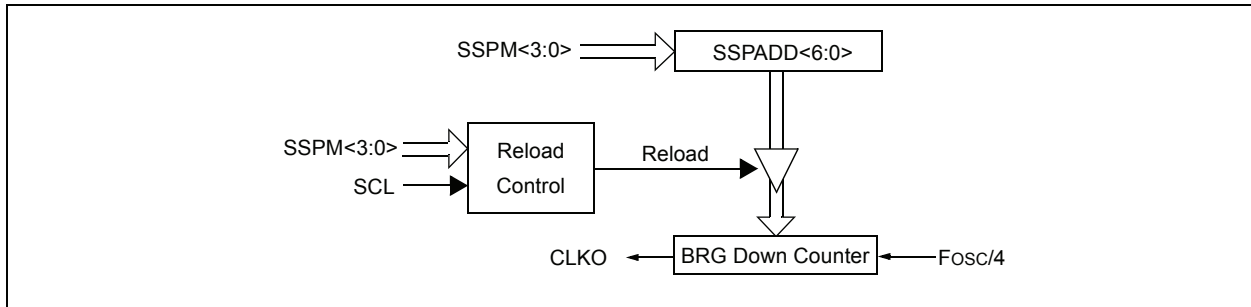 SSPM<3:0>
SSPADD<6:0>
SSPM<3:0>
SCL
Reload
Control
Reload
CLKO
BRG Down Counter
FOSC/4